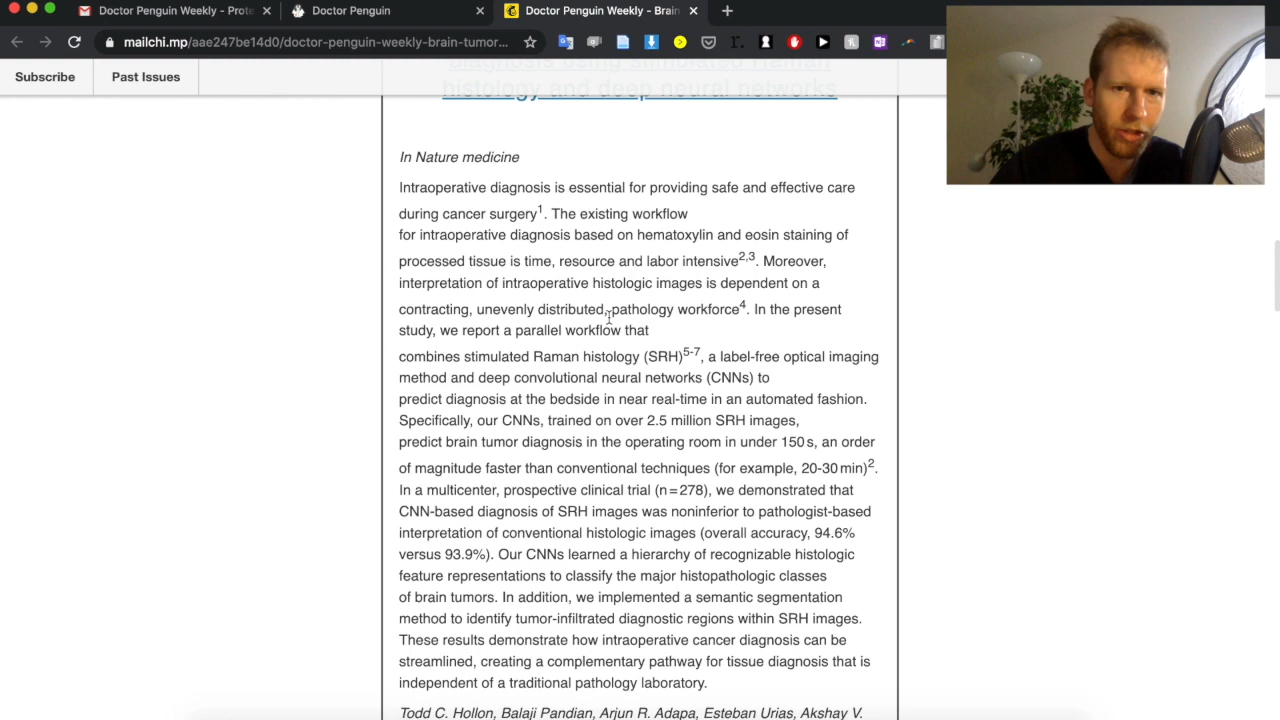 Doctor Penguin Weekly - Prote
Doctor Penguin
Doctor Penguin Weekly - Brain
mailchi.mp/aae247be14d0/doctor-penguin-weekly-brain-tumor...
Subscribe
Past Issues
diagnosis using stimulated Raman
histology and deep neural networks
In Nature medicine
Intraoperative diagnosis is essential for providing safe and effective care
during cancer surgery1. The existing workflow
for intraoperative diagnosis based on hematoxylin and eosin staining of
processed tissue is time, resource and labor intensive2,3. Moreover,
interpretation of intraoperative histologic images is dependent on a
contracting, unevenly distributed, pathology workforce4. In the present
study, we report a parallel workflow that
combines stimulated Raman histology (SRH)5-7, a label-free optical imaging
method and deep convolutional neural networks (CNNs) to
predict diagnosis at the bedside in near real-time in an automated fashion.
Specifically, our CNNs, trained on over 2.5 million SRH images,
predict brain tumor diagnosis in the operating room in under 150 s, an order
of magnitude faster than conventional techniques (for example, 20-30 min)2.
In a multicenter, prospective clinical trial (n = 278), we demonstrated that
CNN-based diagnosis of SRH images was noninferior to pathologist-based
interpretation of conventional histologic images (overall accuracy, 94.6%
versus 93.9%). Our CNNs learned a hierarchy of recognizable histologic
feature representations to classify the major histopathologic classes
of brain tumors. In addition, we implemented a semantic segmentation
method to identify tumor-infiltrated diagnostic regions within SRH images.
These results demonstrate how intraoperative cancer diagnosis can be
streamlined, creating a complementary pathway for tissue diagnosis that is
independent of a traditional pathology laboratory.
Todd C. Hollon, Balaji Pandian, Arjun R. Adapa, Esteban Urias, Akshay V.